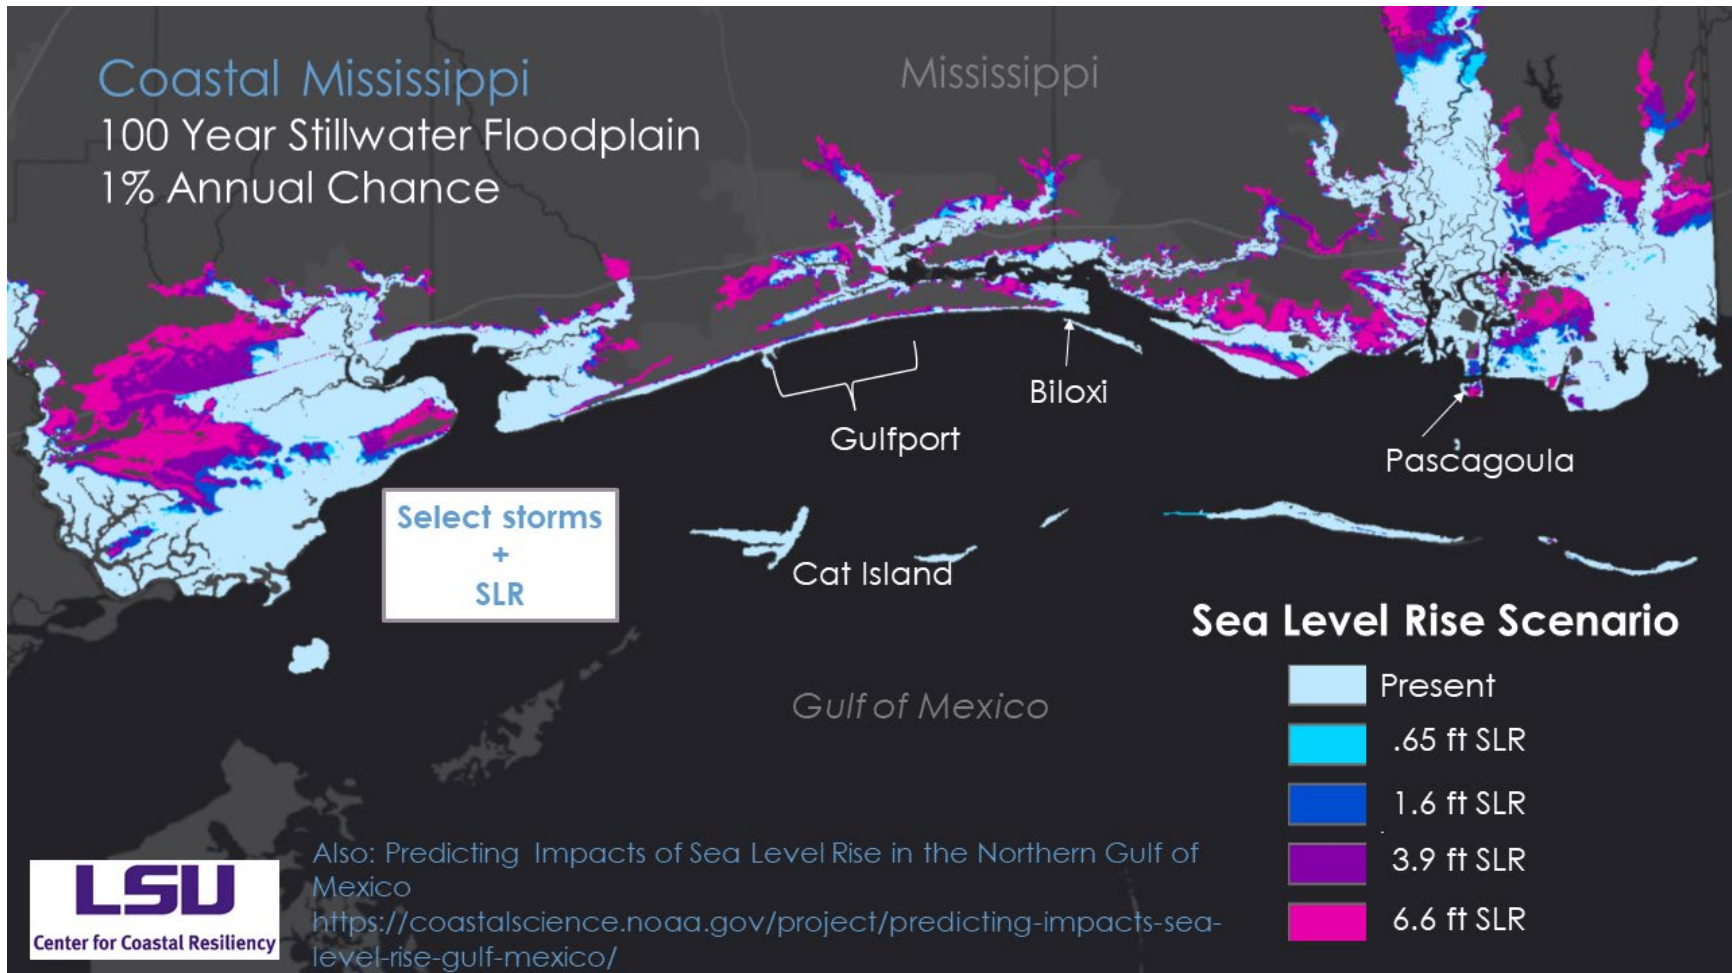 Coastal Mississippi
100 Year Stillwater Floodplain
1% Annual Chance
Mississippi
Biloxi
Gulfport
Pascagoula
Select storms
+
SLR
Cat Island
Gulf of Mexico
Sea Level Rise Scenario
Present
.65 ft SLR
1.6 ft SLR
3.9 ft SLR
6.6 ft SLR
Also: Predicting Impacts of Sea Level Rise in the Northern Gulf of
Mexico
https://coastalscience.noaa.gov/project/predicting-impacts-sea-
level-rise-gulf-mexico/
LSU
Center for Coastal Resiliency